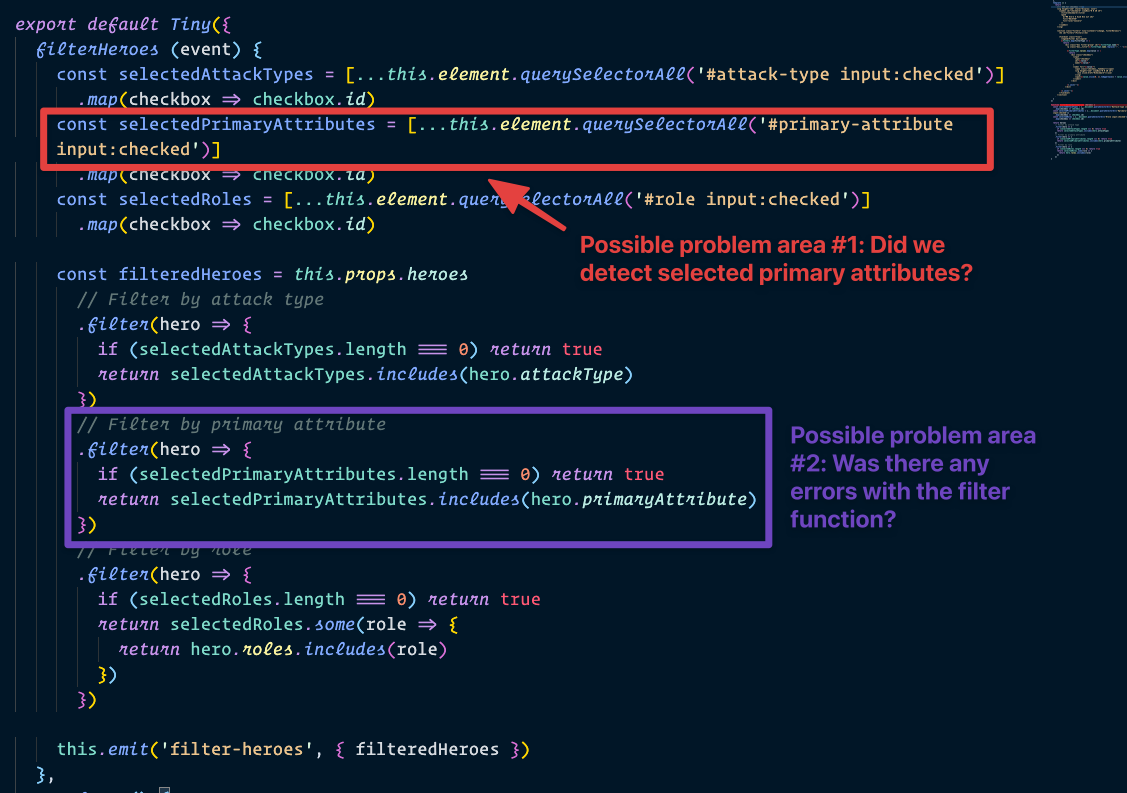 export default Tiny({
filterHeroes (event) {
const selectedAttackTypes = [...this.element.querySelectorAll('#attack-type input:checked')]
.map(checkbox => checkbox.id)
const selectedPrimaryAttributes = [...this.element.querySelectorAll('#primary-attribute
input:checked')]
.map(checkbox => checkbox.id)
const selectedRoles = [...this.element.querySelectorAll('#role input:checked')]
.map(checkbox => checkbox.id)
Possible problem area #1: Did we
detect selected primary attributes?
const filteredHeroes = this.props.heroes
// Filter by attack type
.filter(hero => {
if (selectedAttackTypes.length === 0) return true
return selectedAttackTypes.includes(hero.attackType)
})
// Filter by primary attribute
.filter(hero => {
if (selectedPrimaryAttributes.length === 0) return true
return selectedPrimaryAttributes.includes(hero.primaryAttribute)
})
Possible problem area
#2: Was there any
errors with the filter
function?
// Filter by role
.filter(hero => {
if (selectedRoles.length === 0) return true
return selectedRoles.some(role => {
return hero.roles.includes(role)
})
})
this.emit('filter-heroes', { filteredHeroes })
},